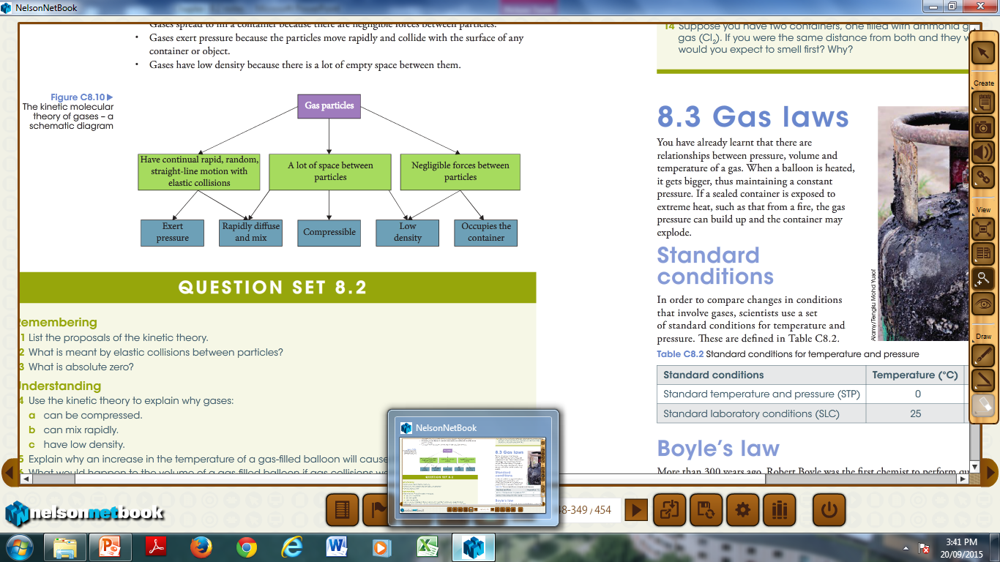 NelsonNetBook
Gases spread to fill a container because there are negligible forces between particles.
• Gases exert pressure because the particles move rapidly and collide with the surface of any
container or object.
• Gases have low density because there is a lot of empty space between them.
Figure C8.10
The kinetic molecular
theory of gases – a
schematic diagram
Gas particles
Have continual rapid, random,
straight-line motion with
elastic collisions
A lot of space between
particles
Negligible forces between
particles
Exert
pressure
Rapidly diffuse
and mix
Compressible
Low
density
Occupies the
container
QUESTION SET 8.2
emembering
1 List the proposals of the kinetic theory.
2 What is meant by elastic collisions between particles?
3 What is absolute zero?
nderstanding
4 Use the kinetic theory to explain why gases:
a can be compressed.
b can mix rapidly.
c have low density.
5 Explain why an increase in the temperature of a gas-filled balloon will cause
What would happen to the volume of a gas-filled balloon if gas collisions
14 Suppose you have two containers, one filled with ammonia g
gas (Cl₂). If you were the same distance from both and they w
would you expect to smell first? Why?
8.3 Gas laws
You have already learnt that there are
relationships between pressure, volume and
temperature of a gas. When a balloon is heated,
it gets bigger, thus maintaining a constant
pressure. If a sealed container is exposed to
extreme heat, such as that from a fire, the gas
pressure can build up and the container may
explode.
Alamy/Tengku Mohd Yusof
Standard
conditions
In order to compare changes in conditions
that involve gases, scientists use a set
of standard conditions for temperature and
pressure. These are defined in Table C8.2.
Table C8.2 Standard conditions for temperature and pressure
Standard conditions Temperature (°C)
Standard temperature and pressure (STP) 0
Standard laboratory conditions (SLC) 25
Boyle's law
More than 300 years ago, Robert Boyle was the first chemist to perform qu
Create
View
Draw
NelsonNetBook
nelsonnetbook
48-349 / 454
3:41 PM
20/09/2015